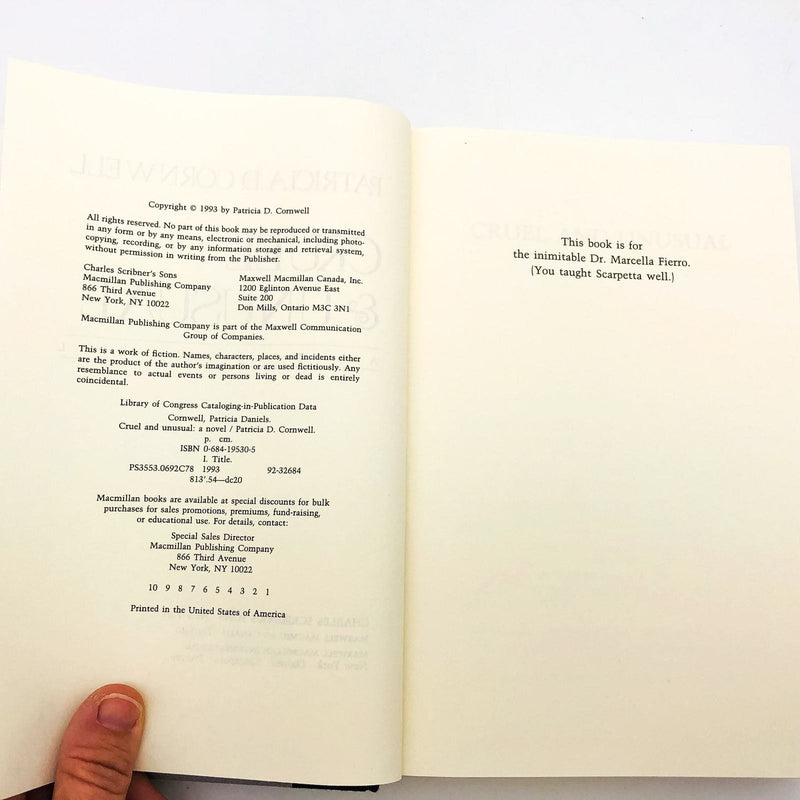 Copyright © 1993 by Patricia D. Cornwell
All rights reserved. No part of this book may be reproduced or transmitted
in any form or by any means, electronic or mechanical, including photo-
copying, recording, or by any information storage and retrieval system,
without permission in writing from the Publisher.
Charles Scribner's Sons
Macmillan Publishing Company
866 Third Avenue
New York, NY 10022
Maxwell Macmillan Canada, Inc.
1200 Eglinton Avenue East
Suite 200
Don Mills, Ontario M3C 3N1
Macmillan Publishing Company is part of the Maxwell Communication
Group of Companies.
This is a work of fiction. Names, characters, places, and incidents either
are the product of the author's imagination or are used fictitiously. Any
resemblance to actual events or persons living or dead is entirely
coincidental.
Library of Congress Cataloging-in-Publication Data
Cornwell, Patricia Daniels.
Cruel and unusual: a novel / Patricia D. Cornwell.
p. cm.
ISBN 0-684-19530-5
I. Title.
PS3553.O692C78 1993 92-32684
813'.54—dc20
Macmillan books are available at special discounts for bulk
purchases for sales promotions, premiums, fund-raising,
or educational use. For details, contact:
Special Sales Director
Macmillan Publishing Company
866 Third Avenue
New York, NY 10022
10 9 8 7 6 5 4 3 2 1
Printed in the United States of America
CRUEL AND UNUSUAL
This book is for
the inimitable Dr. Marcella Fierro.
(You taught Scarpetta well.)